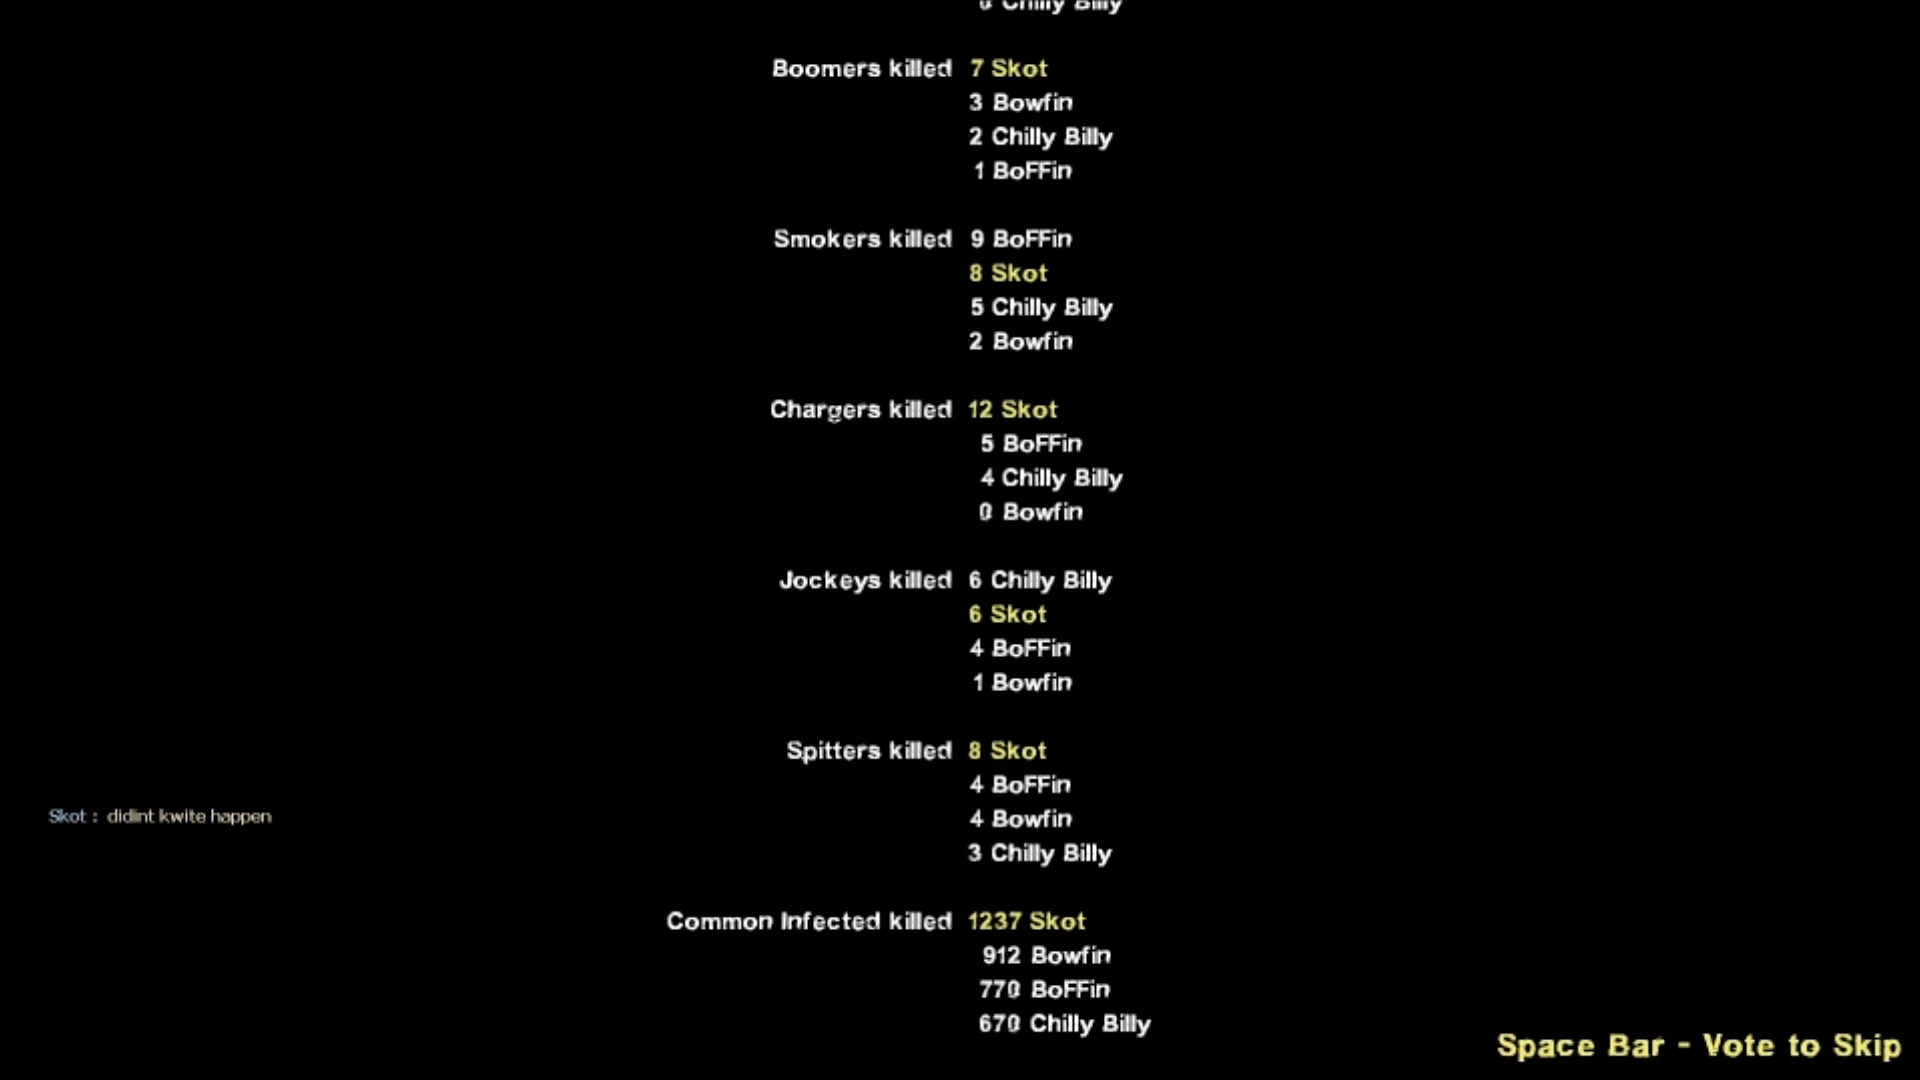 0 Chilly Billy
Boomers killed 7 Skot
3 Bowfin
2 Chilly Billy
1 BoFFin
Smokers killed 9 BoFFin
8 Skot
5 Chilly Billy
2 Bowfin
Chargers killed 12 Skot
5 BoFFin
4 Chilly Billy
0 Bowfin
Jockeys killed 6 Chilly Billy
6 Skot
4 BoFFin
1 Bowfin
Spitters killed 8 Skot
4 BoFFin
4 Bowfin
3 Chilly Billy
Skot : didint kwite happen
Common Infected killed 1237 Skot
912 Bowfin
770 BoFFin
670 Chilly Billy
Space Bar - Vote to Skip